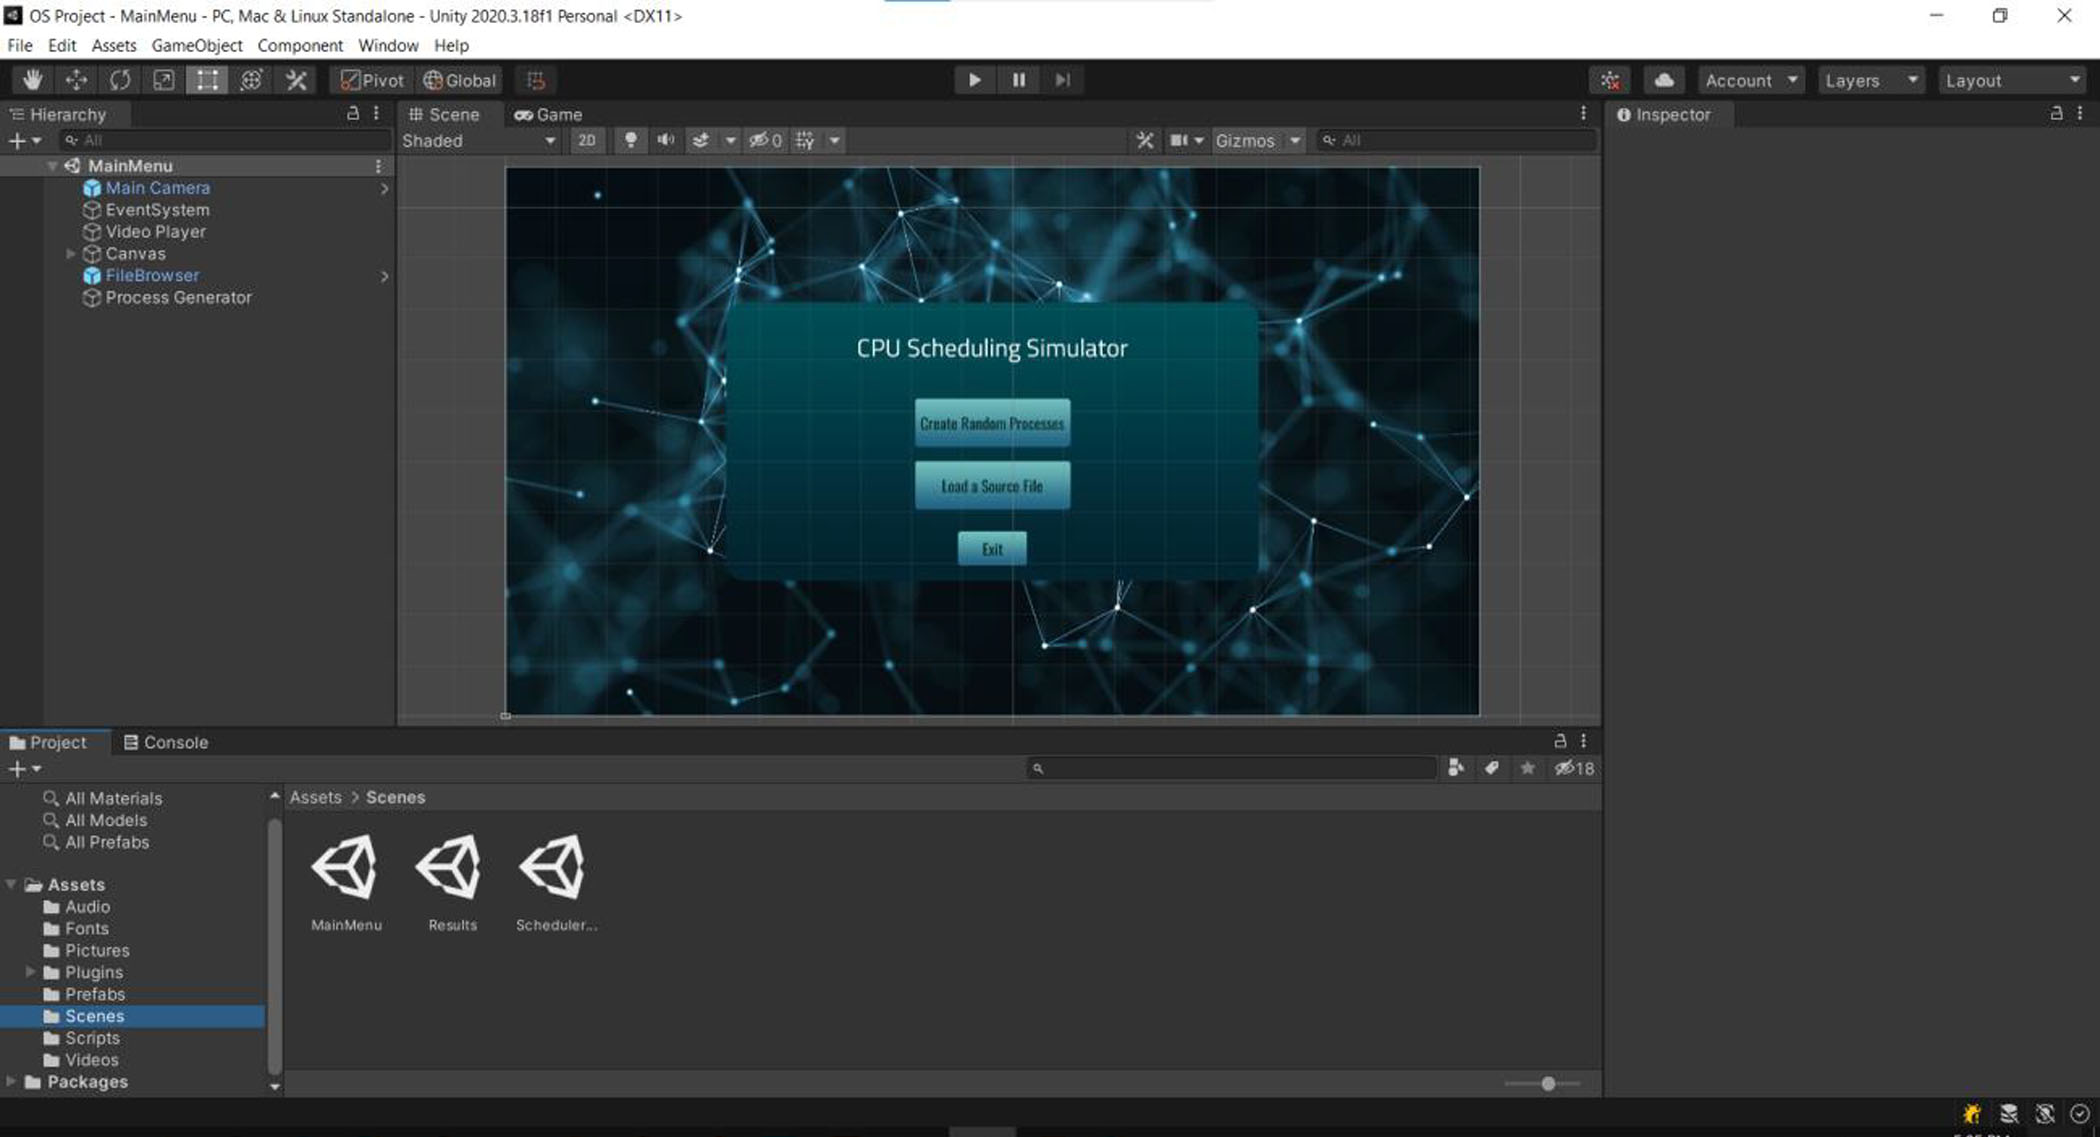 OS Project - MainMenu - PC, Mac & Linux Standalone - Unity 2020.3.18f1 Personal <DX11>
File Edit Assets GameObject Component Window Help
Pivot Global Account Layers Layout
Hierarchy
All
MainMenu
Main Camera
EventSystem
Video Player
Canvas
FileBrowser
Process Generator
Scene Game
Shaded 2D 0 Gizmos All
CPU Scheduling Simulator
Create Random Processes
Load a Source File
Exit
Inspector
Project Console
18
All Materials
All Models
All Prefabs
Assets
Audio
Fonts
Pictures
Plugins
Prefabs
Scenes
Scripts
Videos
Packages
Assets > Scenes
MainMenu Results Scheduler...